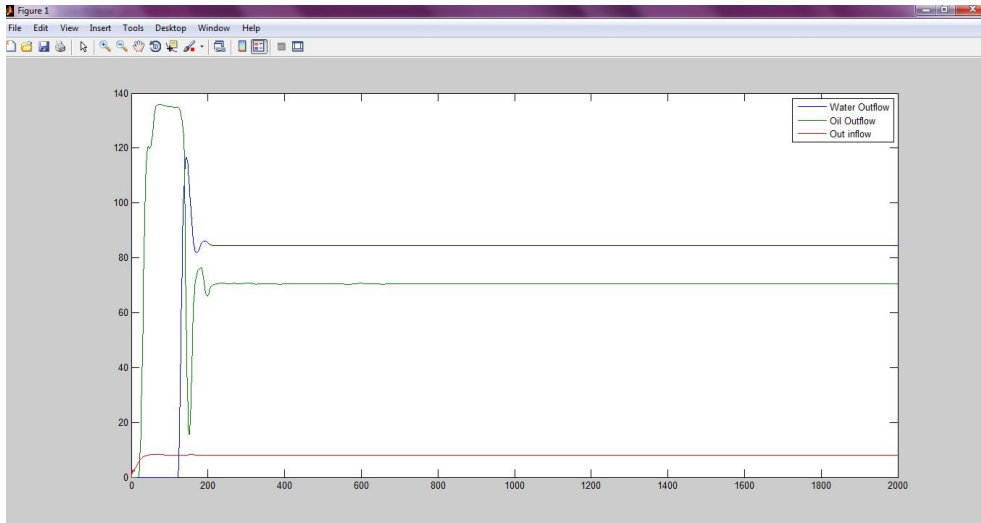 Figure 1
File Edit View Insert Tools Desktop Window Help
140
120
100
80
60
40
20
0
Water Outflow
Oil Outflow
Out inflow
0 200 400 600 800 1000 1200 1400 1600 1800 2000